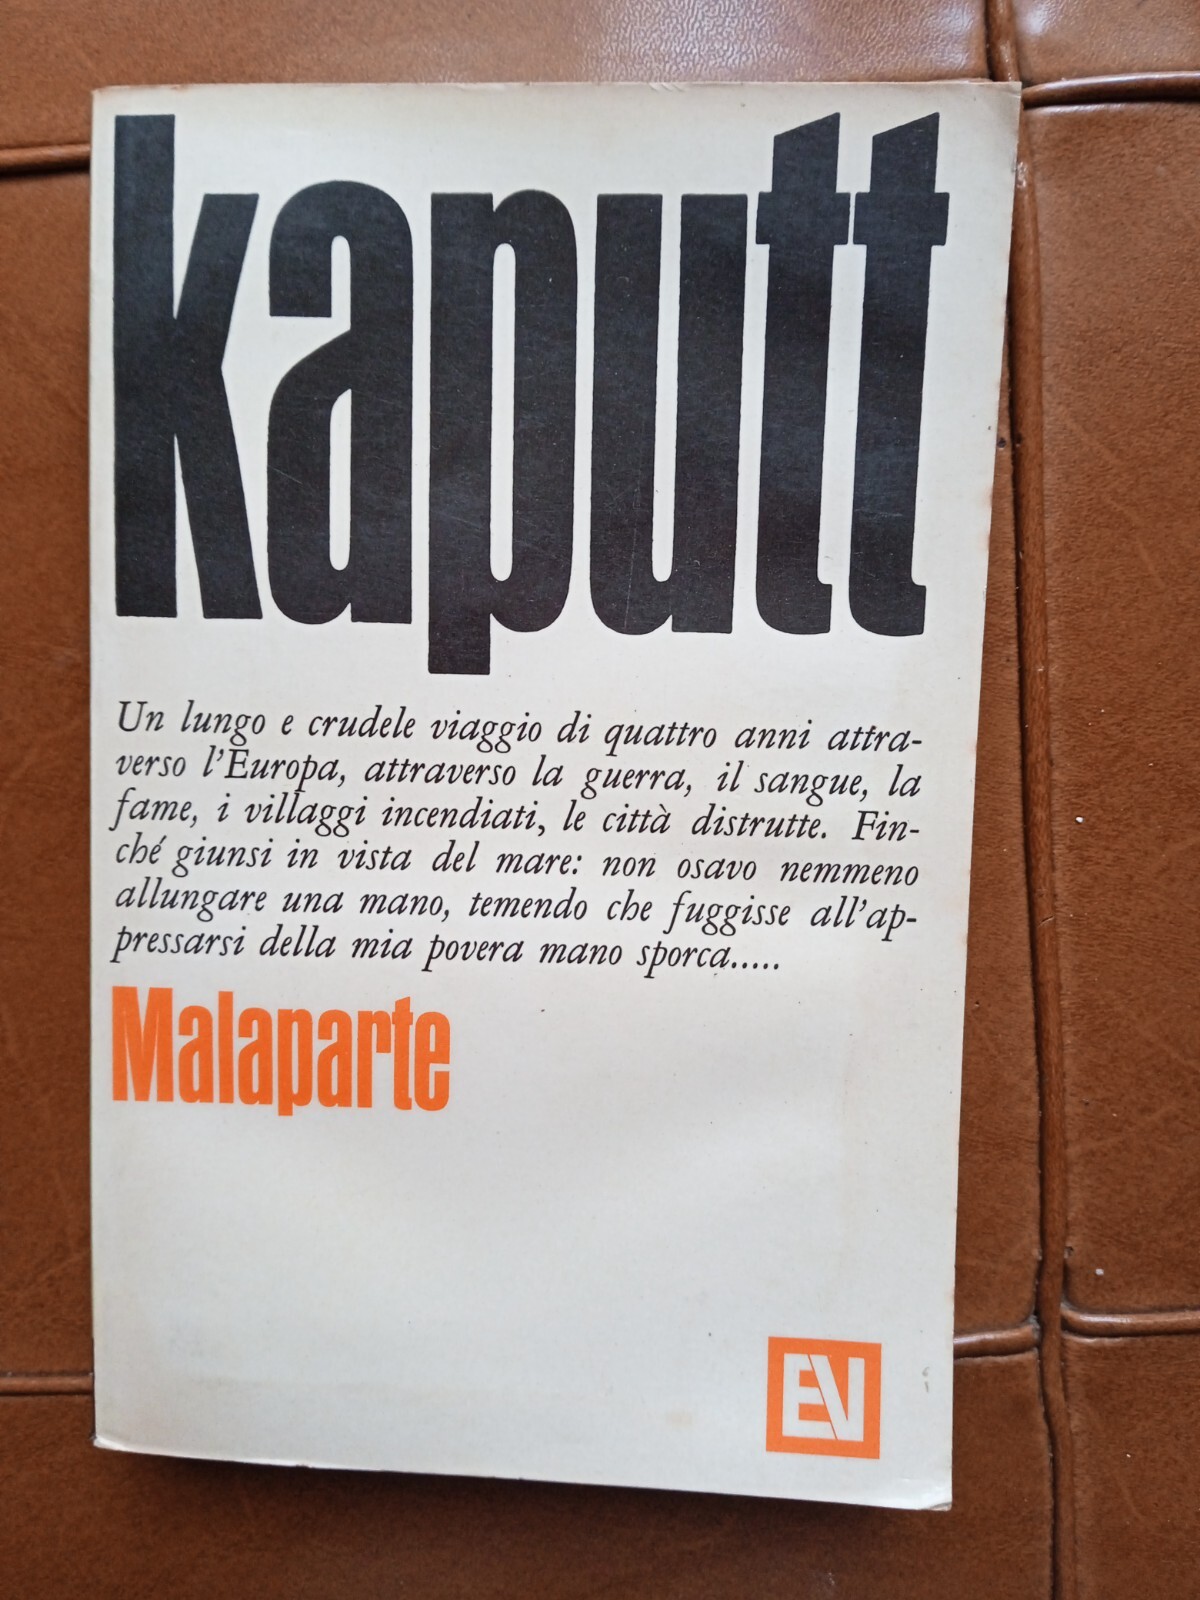 kaputt
Un lungo e crudele viaggio di quattro anni attra-
verso l'Europa, attraverso la guerra, il sangue, la
fame, i villaggi incendiati, le città distrutte. Fin-
ché giunsi in vista del mare: non osavo nemmeno
allungare una mano, temendo che fuggisse all'ap-
pressarsi della mia povera mano sporca.....
Malaparte
EV